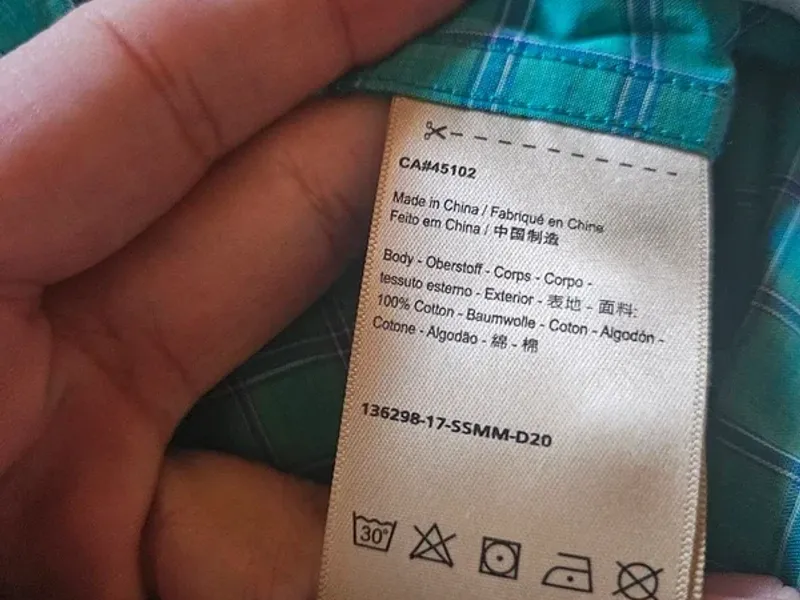 CA#45102
Made in China / Fabriqué en Chine
Feito em China / 中国制造
Body - Oberstoff - Corps - Corpo -
tessuto esterno - Exterior - 表地 - 面料:
100% Cotton - Baumwolle - Coton - Algodón -
Cotone - Algodão - 綿 - 棉
136298-17-SSMM-D20
30°